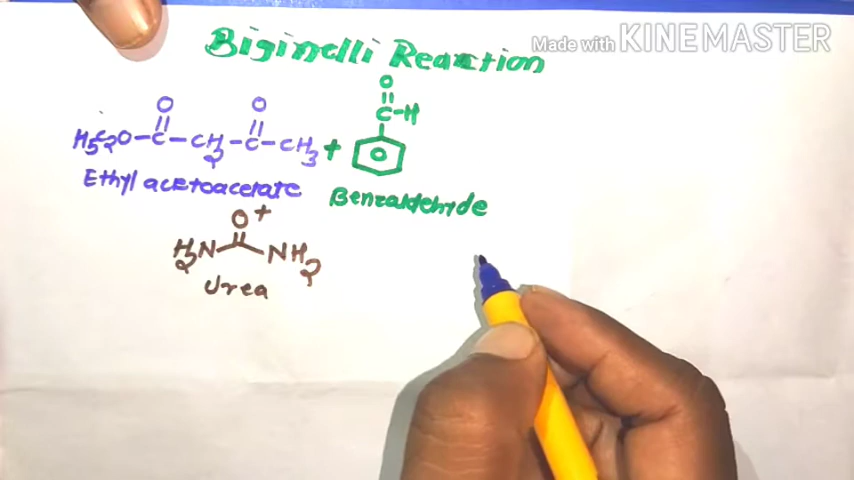 Made with KINEMASTER
Biginelli Reaction
O
C-H
O O
H5C2O-C-CH2-C-CH3 +
Ethyl acetoacetate
Benzaldehyde
+
O
H2N NH2
Urea